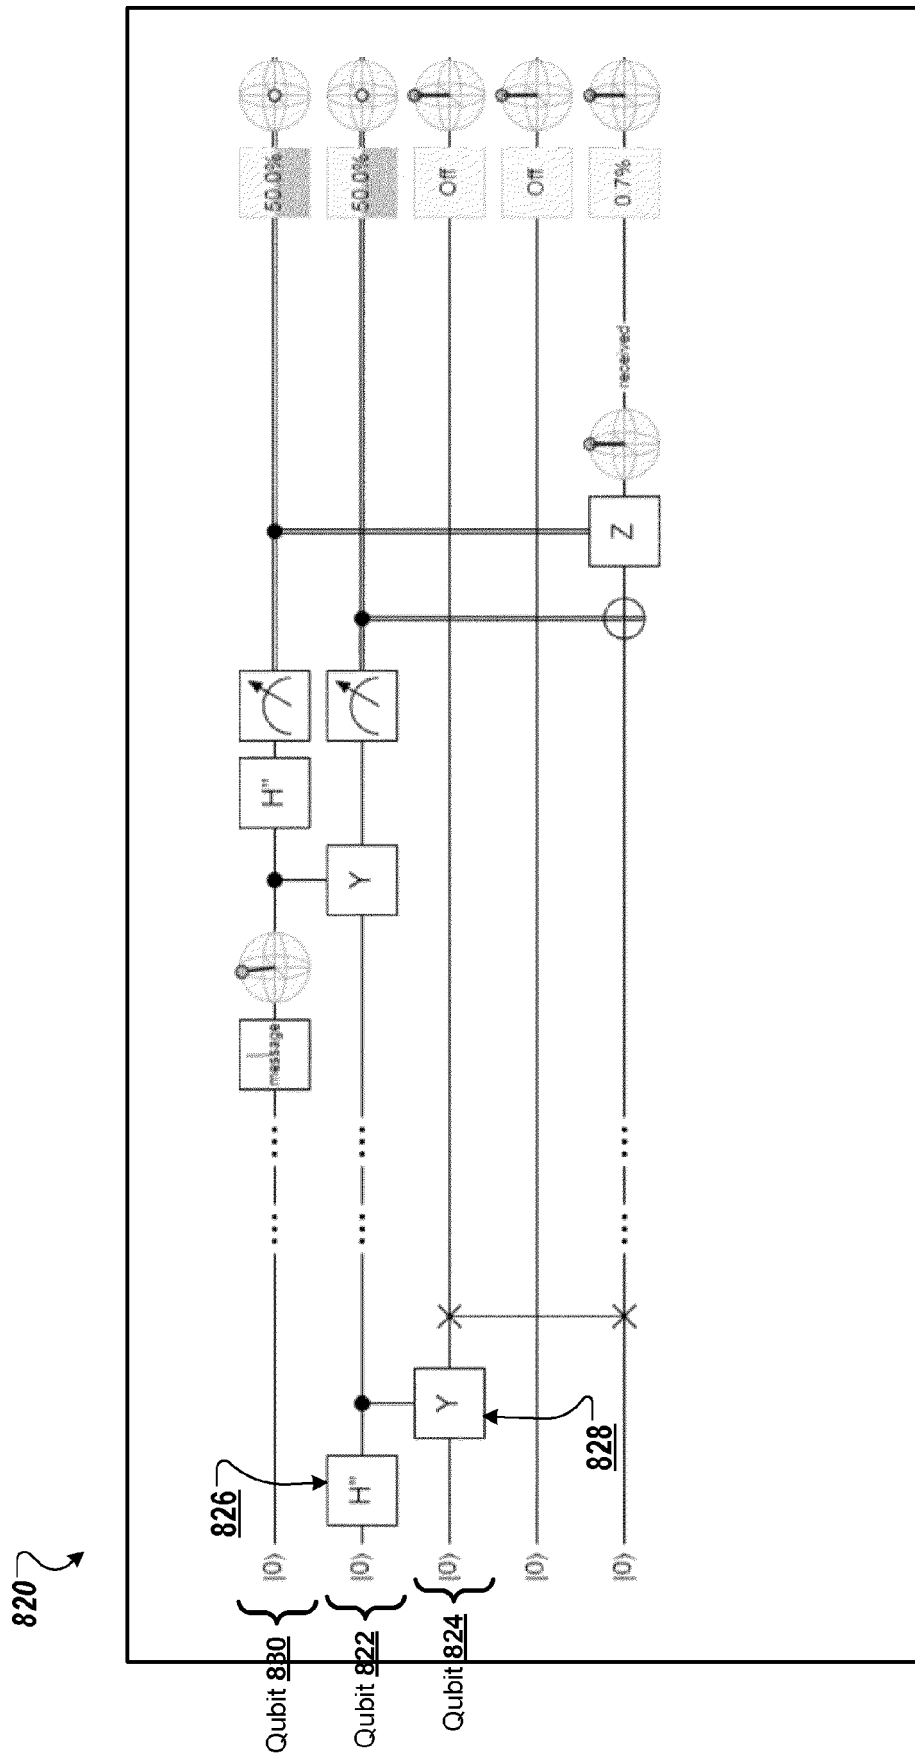 820
Qubit 830
|0⟩
message
H"
50.0%
Qubit 822
|0⟩
826
H"
Y
50.0%
Qubit 824
|0⟩
Y
828
Off
|0⟩
Off
|0⟩
Z
received
0.7%